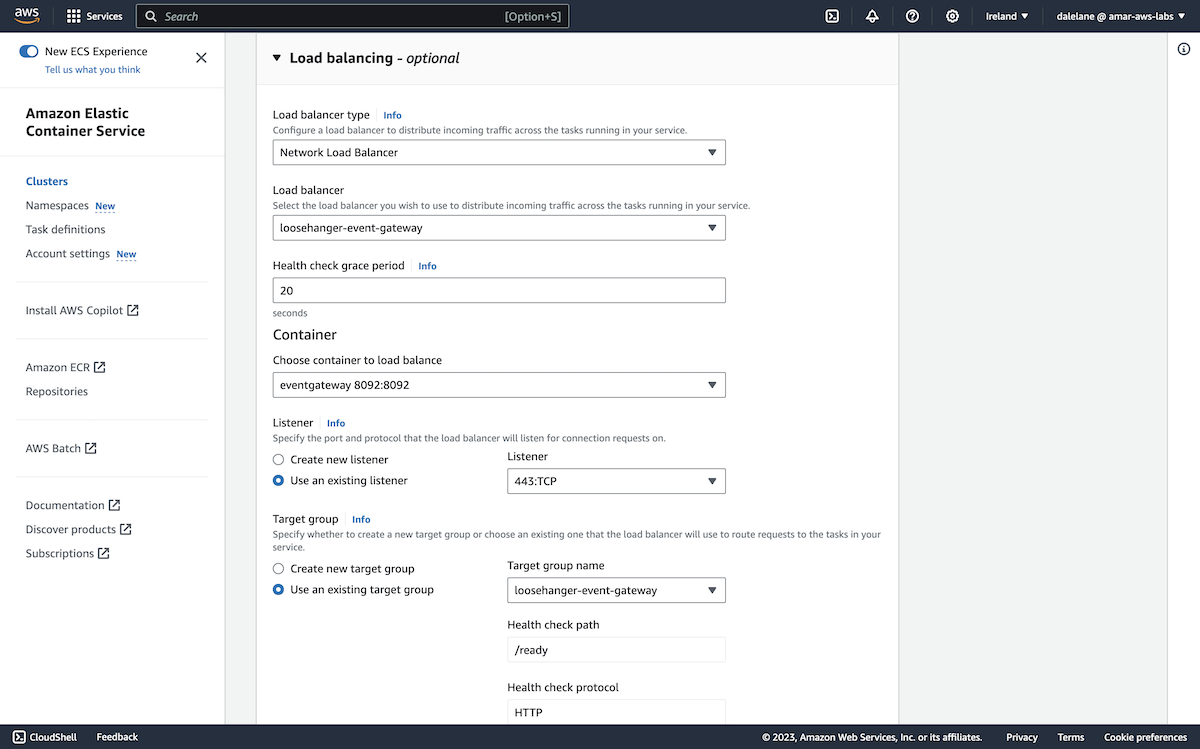 aws
Services
Search
[Option+S]
Ireland ▼
dalelane @ amar-aws-labs ▼
New ECS Experience
Tell us what you think
Amazon Elastic
Container Service
Clusters
Namespaces New
Task definitions
Account settings New
Install AWS Copilot
Amazon ECR
Repositories
AWS Batch
Documentation
Discover products
Subscriptions
Load balancing - optional
Load balancer type Info
Configure a load balancer to distribute incoming traffic across the tasks running in your service.
Network Load Balancer
Load balancer
Select the load balancer you wish to use to distribute incoming traffic across the tasks running in your service.
loosehanger-event-gateway
Health check grace period Info
20
seconds
Container
Choose container to load balance
eventgateway 8092:8092
Listener Info
Specify the port and protocol that the load balancer will listen for connection requests on.
Create new listener
Use an existing listener
Listener
443:TCP
Target group Info
Specify whether to create a new target group or choose an existing one that the load balancer will use to route requests to the tasks in your
service.
Create new target group
Use an existing target group
Target group name
loosehanger-event-gateway
Health check path
/ready
Health check protocol
HTTP
CloudShell
Feedback
© 2023, Amazon Web Services, Inc. or its affiliates.
Privacy
Terms
Cookie preferences